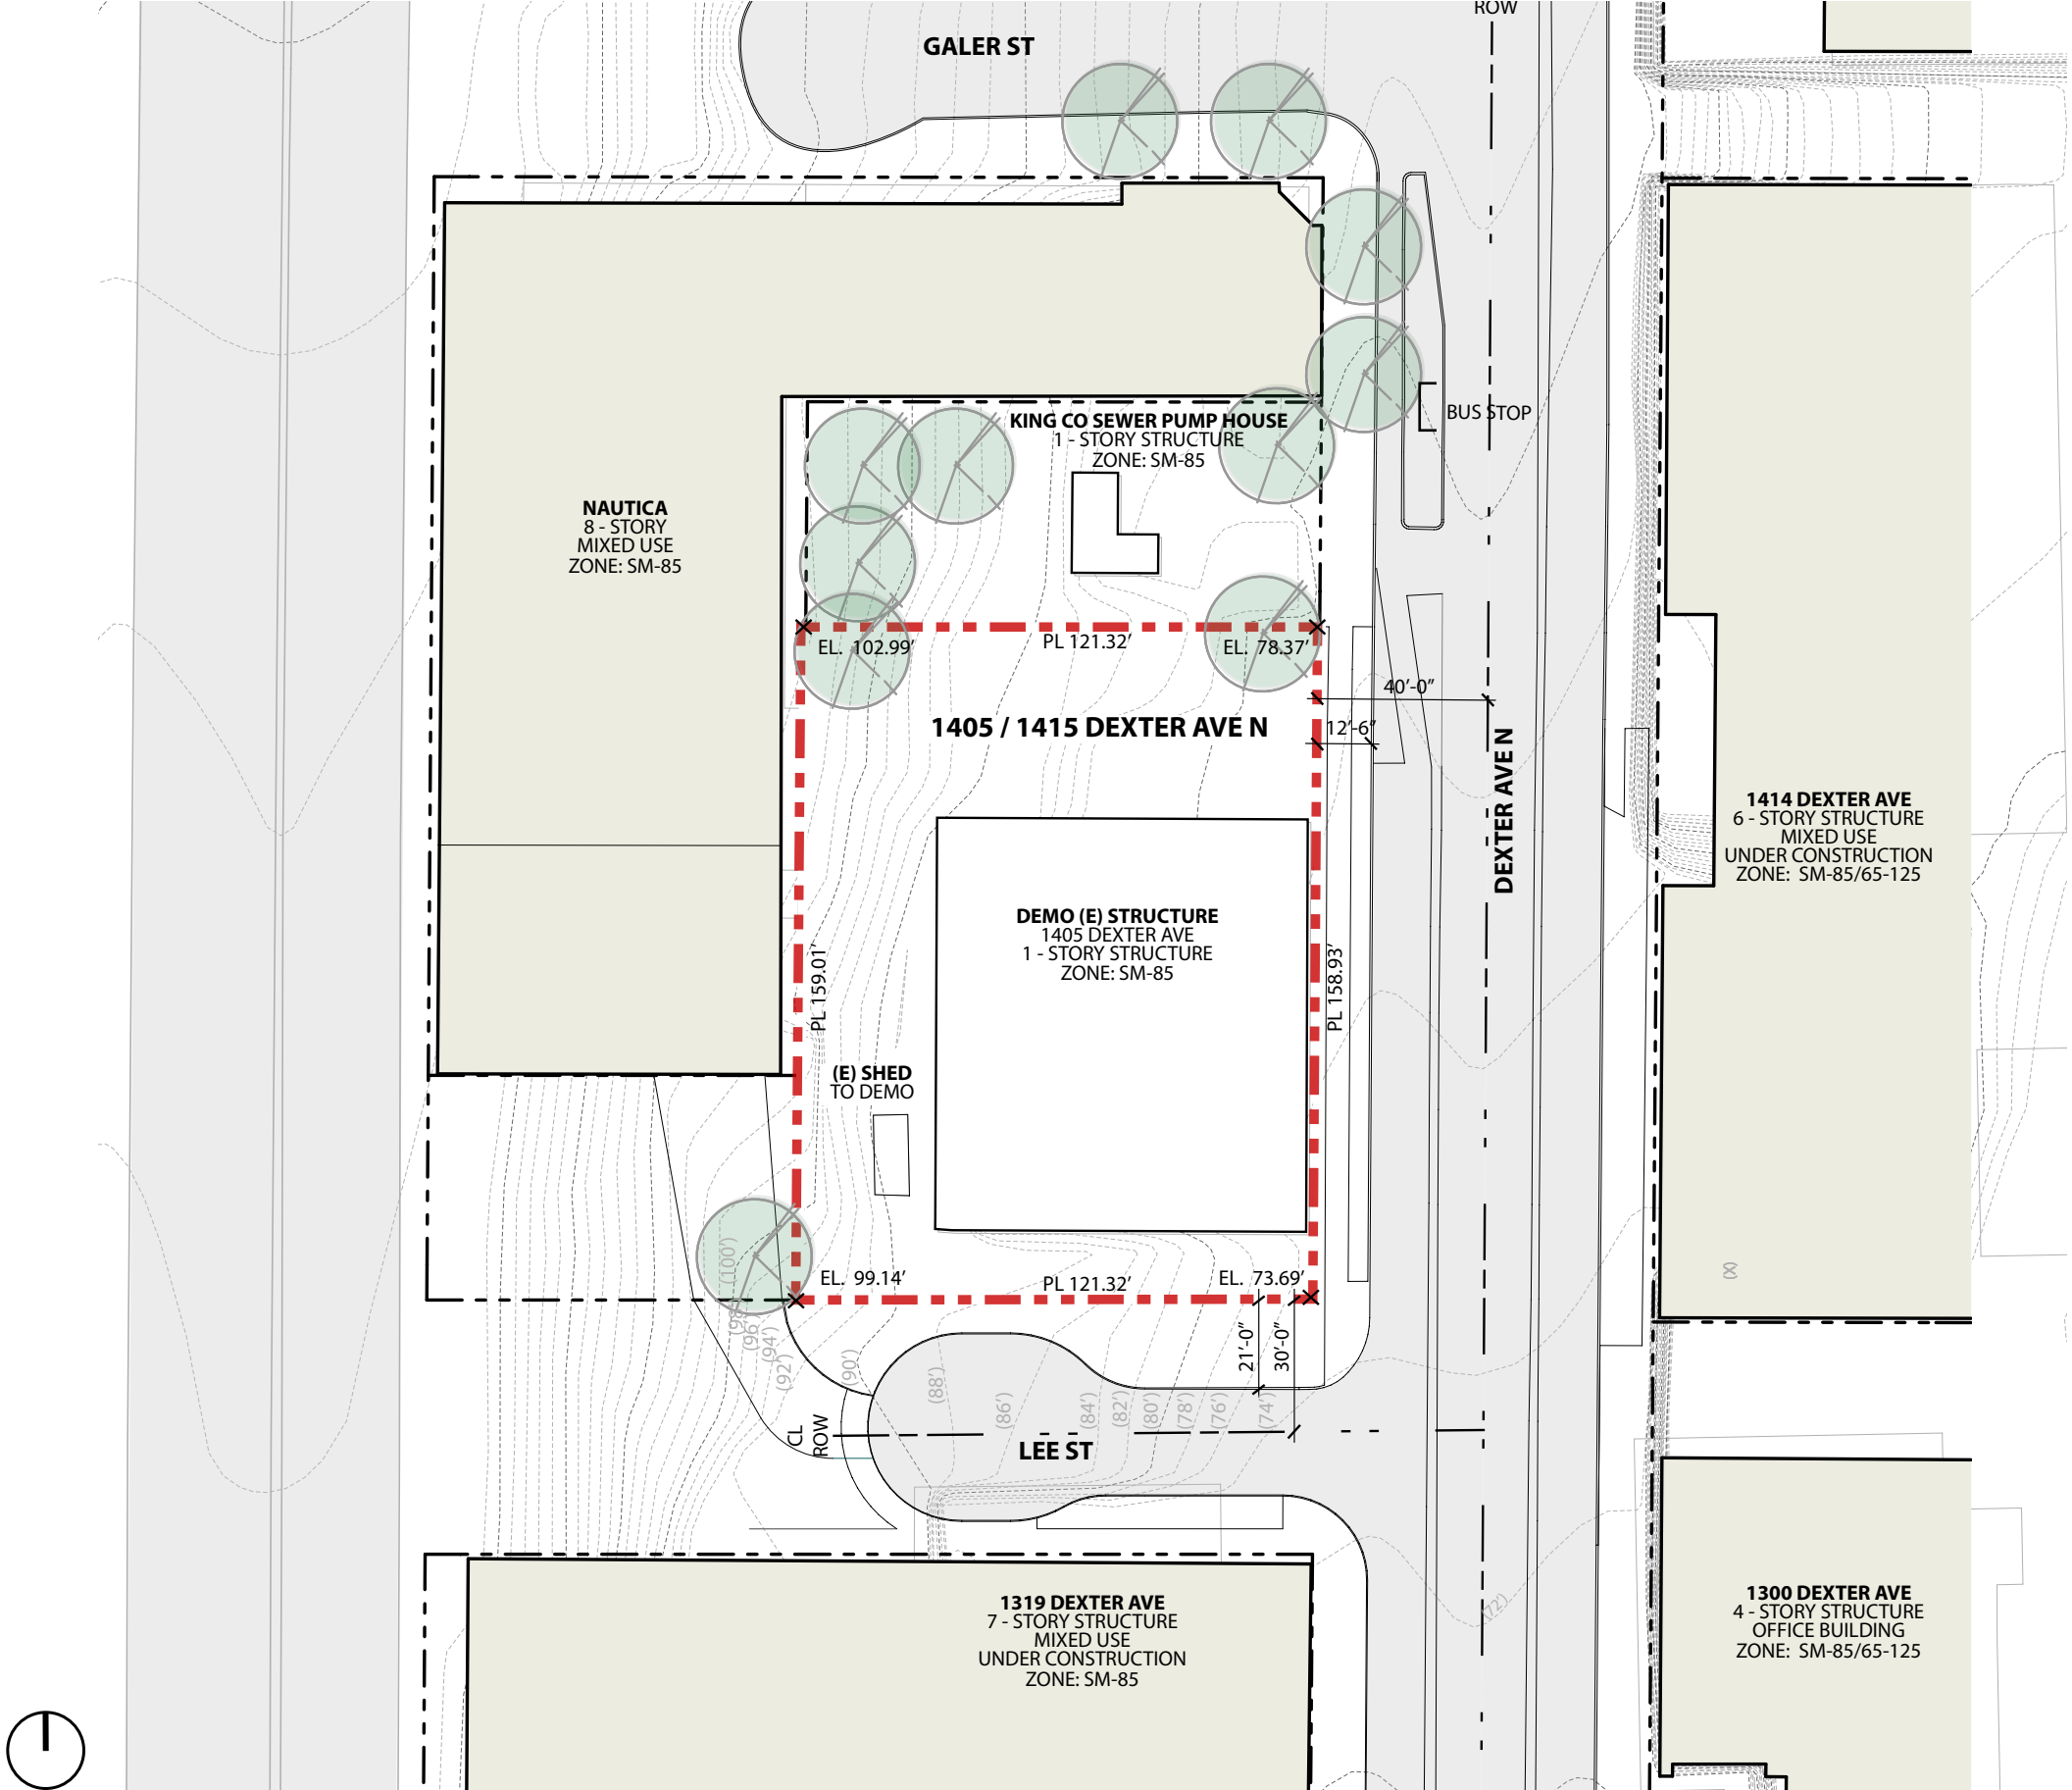 ROW
GALER ST
BUS STOP
KING CO SEWER PUMP HOUSE
1 - STORY STRUCTURE
ZONE: SM-85
NAUTICA
8 - STORY
MIXED USE
ZONE: SM-85
EL. 102.99'
PL 121.32'
EL. 78.37'
40'-0"
12'-6"
1405 / 1415 DEXTER AVE N
DEXTER AVE N
1414 DEXTER AVE
6 - STORY STRUCTURE
MIXED USE
UNDER CONSTRUCTION
ZONE: SM-85/65-125
DEMO (E) STRUCTURE
1405 DEXTER AVE
1 - STORY STRUCTURE
ZONE: SM-85
PL 159.01'
PL 158.93'
(E) SHED
TO DEMO
EL. 99.14'
PL 121.32'
EL. 73.69'
21'-0"
30'-0"
(100')
(96')
(94')
(92')
(90')
(88')
(86')
(84')
(82')
(80')
(78')
(76')
(74')
CL
ROW
LEE ST
1319 DEXTER AVE
7 - STORY STRUCTURE
MIXED USE
UNDER CONSTRUCTION
ZONE: SM-85
(72')
1300 DEXTER AVE
4 - STORY STRUCTURE
OFFICE BUILDING
ZONE: SM-85/65-125